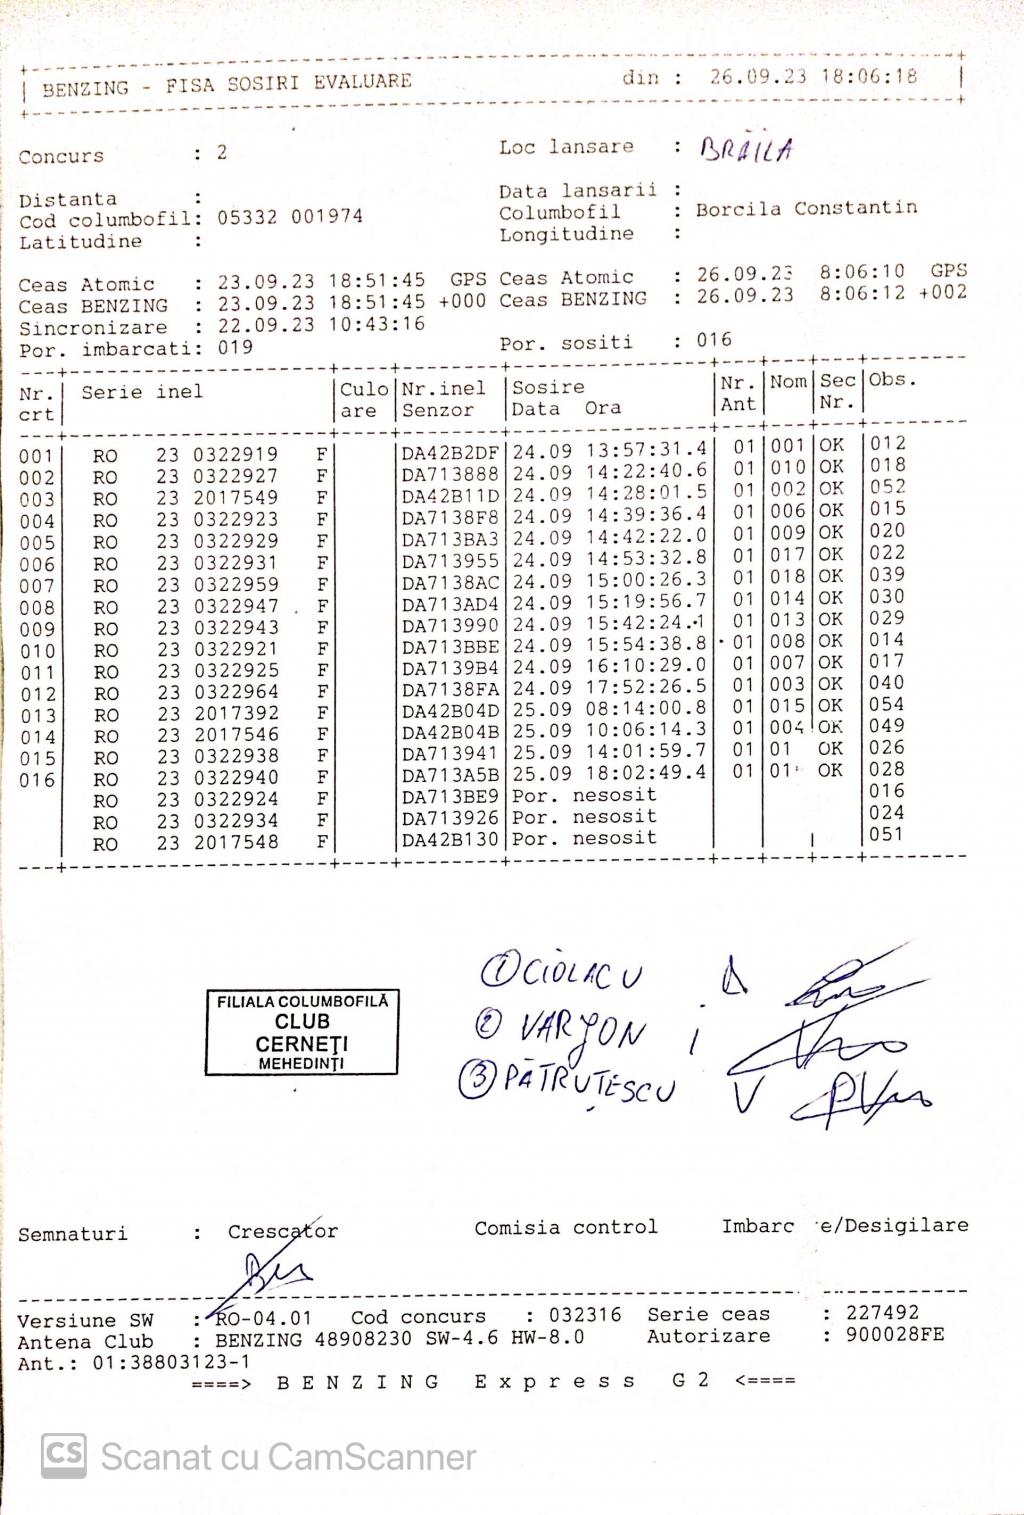 BENZING - FISA SOSIRI EVALUARE din : 26.09.23 18:06:18
Concurs : 2 Loc lansare : BRĂILA
Distanta : Data lansarii :
Cod columbofil: 05332 001974 Columbofil : Borcila Constantin
Latitudine : Longitudine :
Ceas Atomic : 23.09.23 18:51:45 GPS Ceas Atomic : 26.09.23 8:06:10 GPS
Ceas BENZING : 23.09.23 18:51:45 +000 Ceas BENZING : 26.09.23 8:06:12 +002
Sincronizare : 22.09.23 10:43:16
Por. imbarcati: 019 Por. sositi : 016
Nr. Serie inel Culo Nr.inel Sosire Nr. Nom Sec Obs.
crt are Senzor Data Ora Ant Nr.
001 RO 23 0322919 F DA42B2DF 24.09 13:57:31.4 01 001 OK 012
002 RO 23 0322927 F DA713888 24.09 14:22:40.6 01 010 OK 018
003 RO 23 2017549 F DA42B11D 24.09 14:28:01.5 01 002 OK 052
004 RO 23 0322923 F DA7138F8 24.09 14:39:36.4 01 006 OK 015
005 RO 23 0322929 F DA713BA3 24.09 14:42:22.0 01 009 OK 020
006 RO 23 0322931 F DA713955 24.09 14:53:32.8 01 017 OK 022
007 RO 23 0322959 F DA7138AC 24.09 15:00:26.3 01 018 OK 039
008 RO 23 0322947 F DA713AD4 24.09 15:19:56.7 01 014 OK 030
009 RO 23 0322943 F DA713990 24.09 15:42:24.1 01 013 OK 029
010 RO 23 0322921 F DA713BBE 24.09 15:54:38.8 01 008 OK 014
011 RO 23 0322925 F DA7139B4 24.09 16:10:29.0 01 007 OK 017
012 RO 23 0322964 F DA7138FA 24.09 17:52:26.5 01 003 OK 040
013 RO 23 2017392 F DA42B04D 25.09 08:14:00.8 01 015 OK 054
014 RO 23 2017546 F DA42B04B 25.09 10:06:14.3 01 004 OK 049
015 RO 23 0322938 F DA713941 25.09 14:01:59.7 01 01 OK 026
016 RO 23 0322940 F DA713A5B 25.09 18:02:49.4 01 01 OK 028
RO 23 0322924 F DA713BE9 Por. nesosit 016
RO 23 0322934 F DA713926 Por. nesosit 024
RO 23 2017548 F DA42B130 Por. nesosit 051
FILIALA COLUMBOFILĂ
CLUB
CERNEȚI
MEHEDINȚI
① CIOLACU A
② VARJON i
③ PĂTRUȚESCU V
Semnaturi : Crescator Comisia control Imbarc e/Desigilare
Versiune SW : RO-04.01 Cod concurs : 032316 Serie ceas : 227492
Antena Club : BENZING 48908230 SW-4.6 HW-8.0 Autorizare : 900028FE
Ant.: 01:38803123-1
====> B E N Z I N G E x p r e s s G 2 <====
CS Scanat cu CamScanner